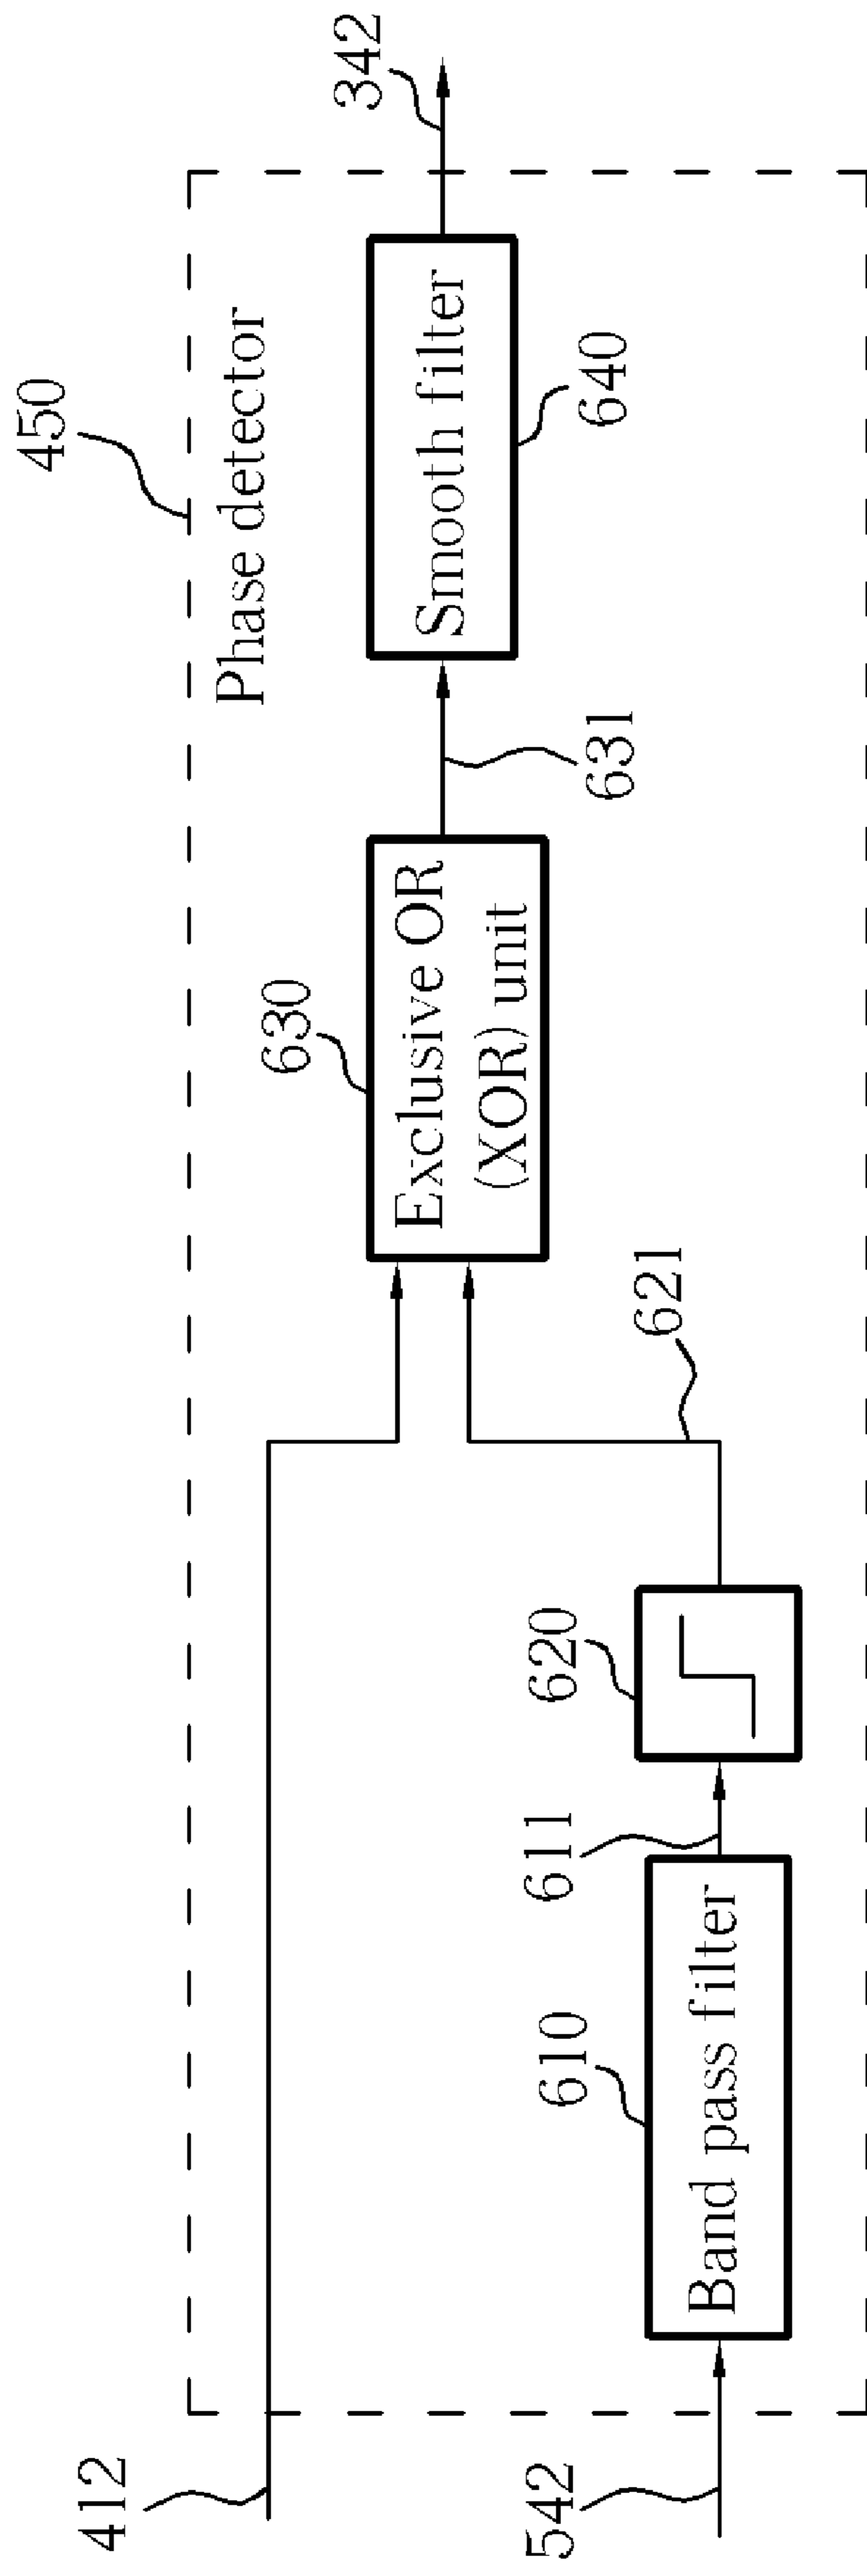 450
Phase detector
412
630
Exclusive OR
(XOR) unit
631
Smooth filter
640
342
542
610
Band pass filter
611
620
621